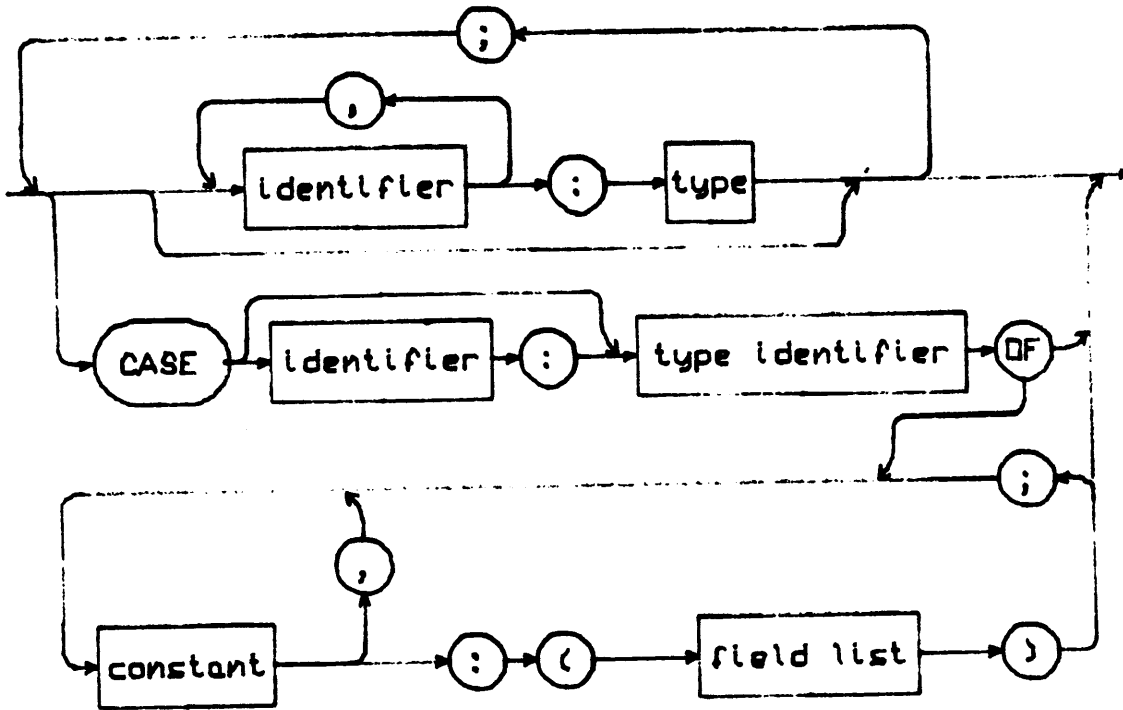 ;
,
identifier : type
CASE identifier : type identifier OF
;
,
constant : ( field list )